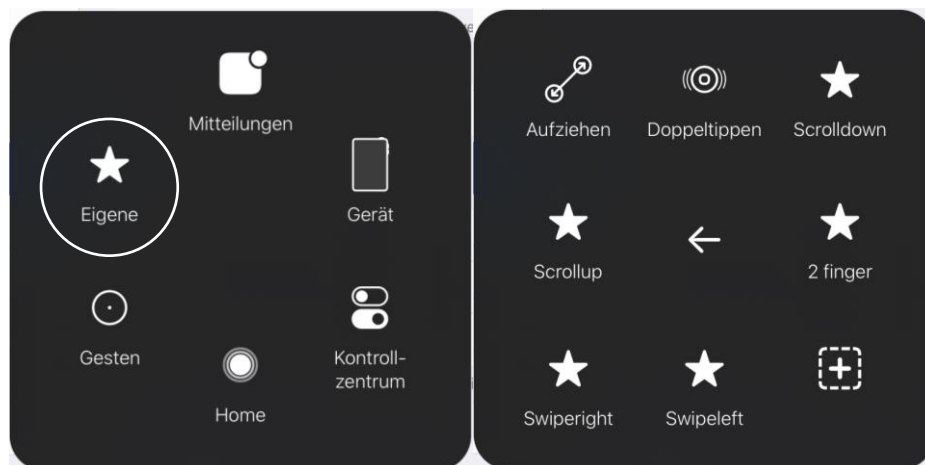 Mitteilungen
Eigene
Gerät
Gesten
Kontroll-
zentrum
Home
Aufziehen
Doppeltippen
Scrolldown
Scrollup
2 finger
Swiperight
Swipeleft